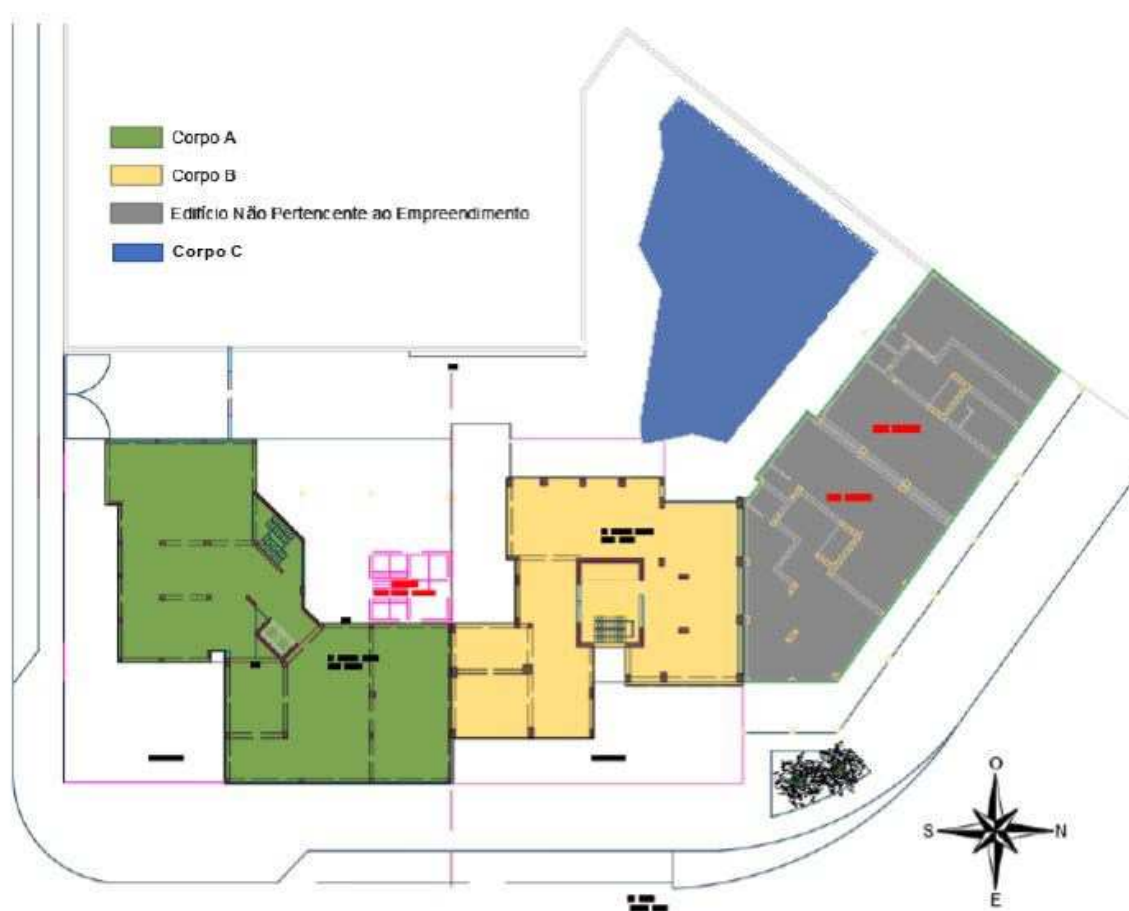 Corpo A
Corpo B
Edifício Não Pertencente ao Empreendimento
Corpo C
O
S
N
E